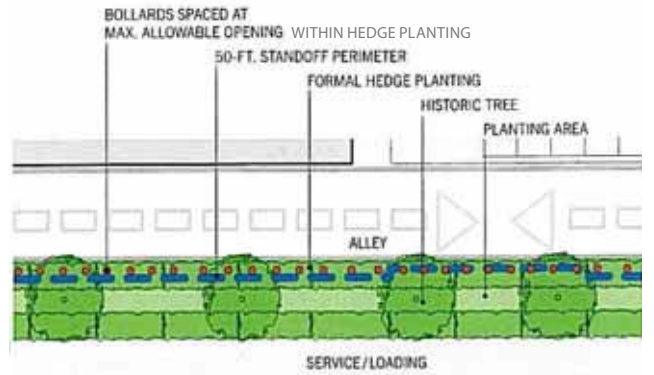 BOLLARDS SPACED AT
MAX. ALLOWABLE OPENING WITHIN HEDGE PLANTING
50-FT. STANDOFF PERIMETER
FORMAL HEDGE PLANTING
HISTORIC TREE
PLANTING AREA
ALLEY
SERVICE/LOADING